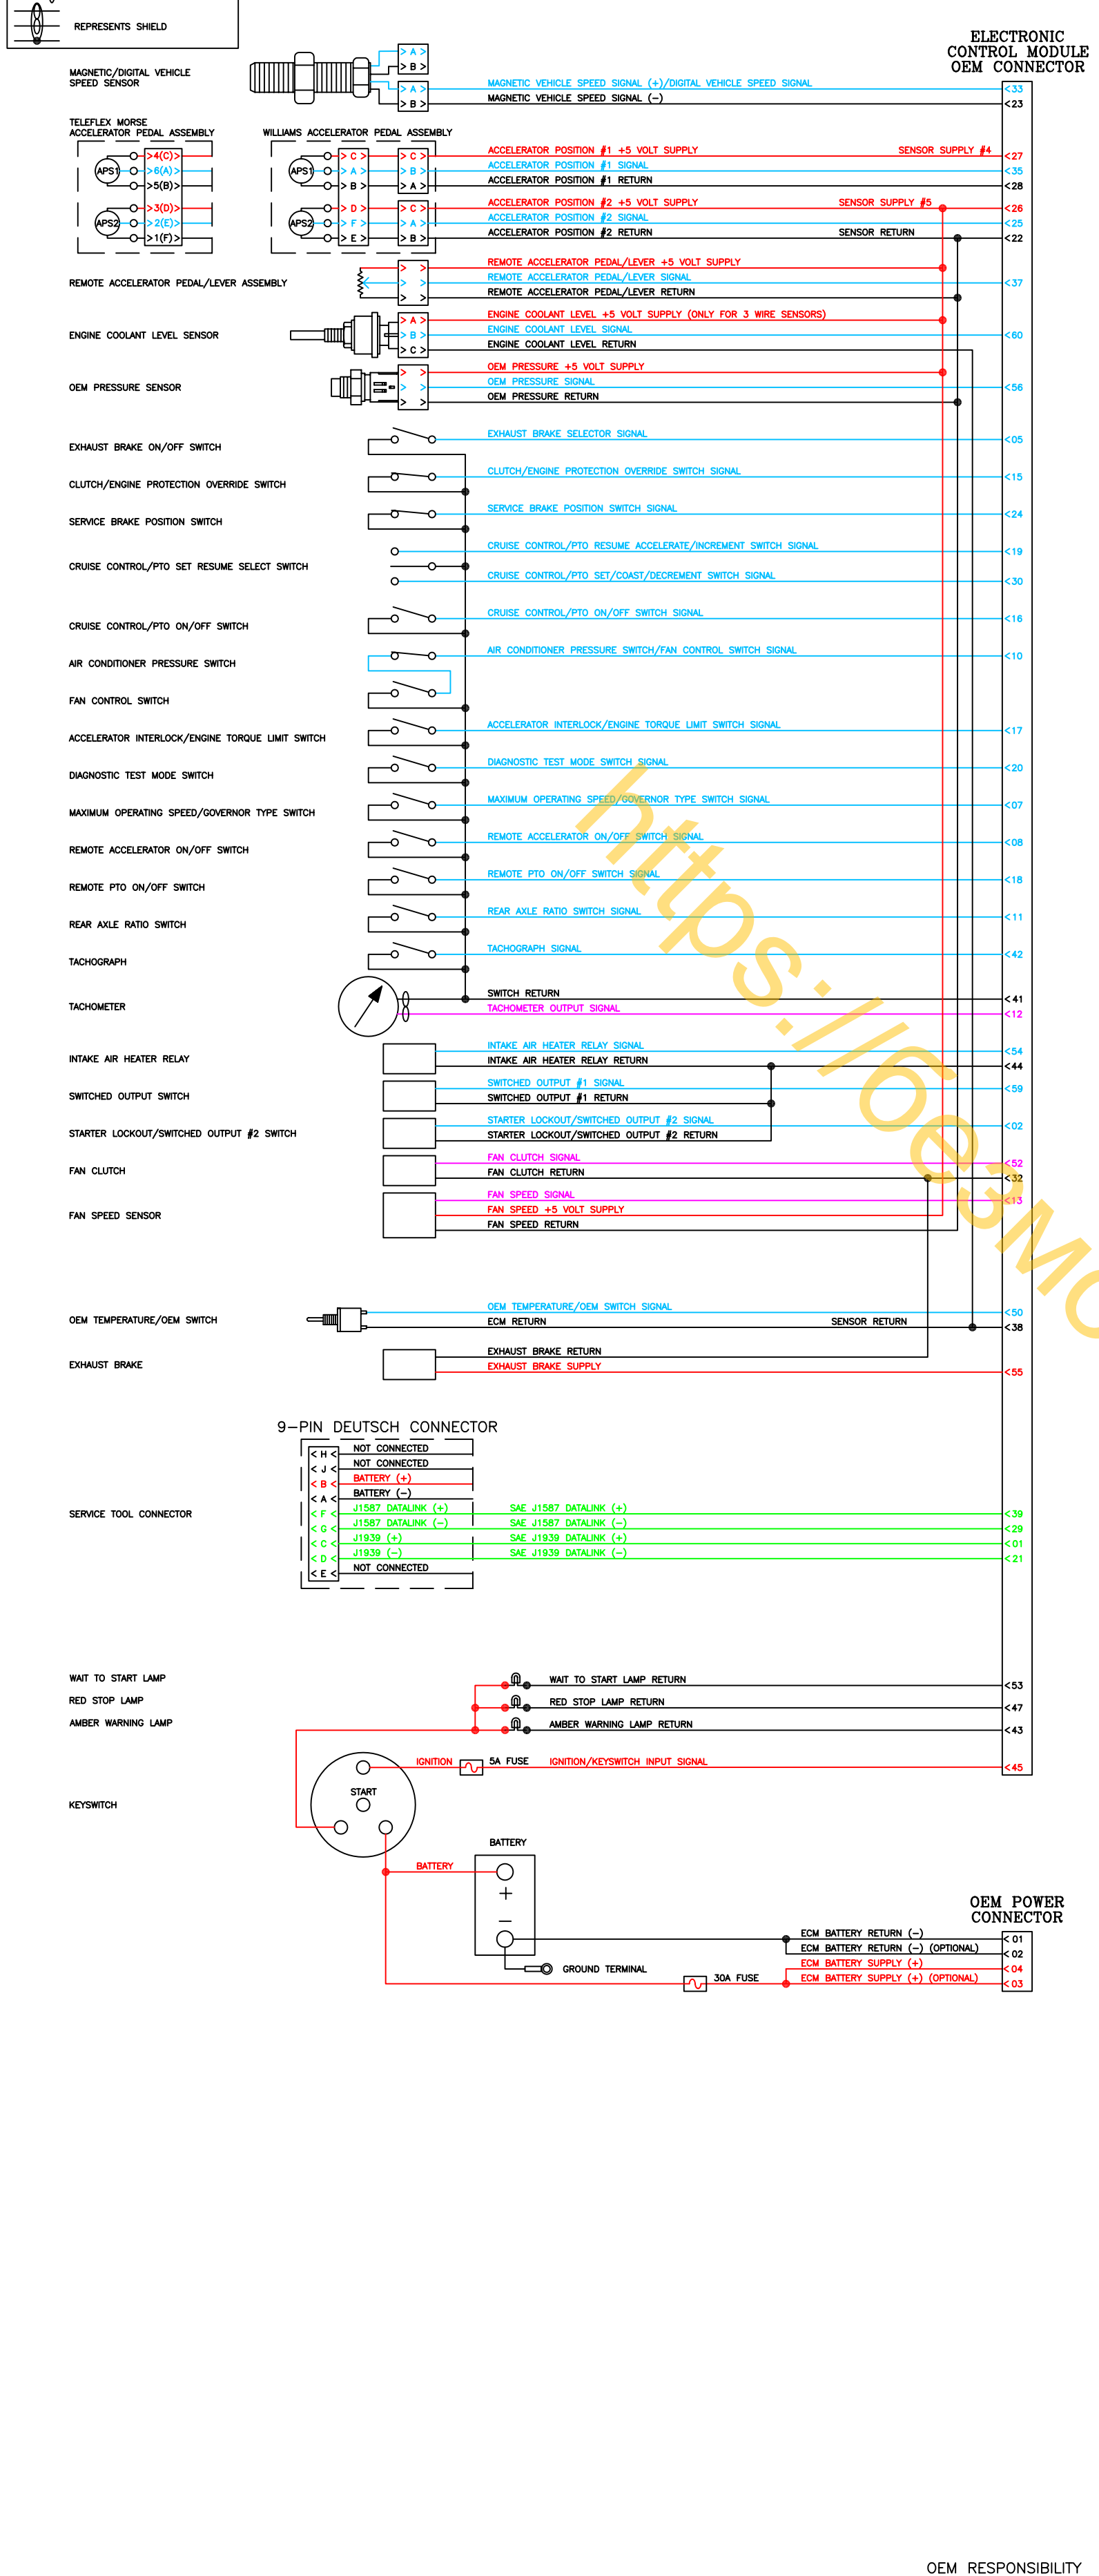 REPRESENTS SHIELD
ELECTRONIC
CONTROL MODULE
OEM CONNECTOR
MAGNETIC/DIGITAL VEHICLE
SPEED SENSOR
> A >
> B >
> A >
> B >
MAGNETIC VEHICLE SPEED SIGNAL (+)/DIGITAL VEHICLE SPEED SIGNAL
<33
MAGNETIC VEHICLE SPEED SIGNAL (-)
<23
TELEFLEX MORSE
ACCELERATOR PEDAL ASSEMBLY
WILLIAMS ACCELERATOR PEDAL ASSEMBLY
APS1
>4(C)>
>6(A)>
>5(B)>
APS2
>3(D)>
>2(E)>
>1(F)>
APS1
> C >
> A >
> B >
> C >
> B >
> A >
APS2
> D >
> F >
> E >
> C >
> A >
> B >
ACCELERATOR POSITION #1 +5 VOLT SUPPLY
SENSOR SUPPLY #4
<27
ACCELERATOR POSITION #1 SIGNAL
<35
ACCELERATOR POSITION #1 RETURN
<28
ACCELERATOR POSITION #2 +5 VOLT SUPPLY
SENSOR SUPPLY #5
<26
ACCELERATOR POSITION #2 SIGNAL
<25
ACCELERATOR POSITION #2 RETURN
SENSOR RETURN
<22
REMOTE ACCELERATOR PEDAL/LEVER ASSEMBLY
REMOTE ACCELERATOR PEDAL/LEVER +5 VOLT SUPPLY
REMOTE ACCELERATOR PEDAL/LEVER SIGNAL
<37
REMOTE ACCELERATOR PEDAL/LEVER RETURN
ENGINE COOLANT LEVEL SENSOR
> A >
> B >
> C >
ENGINE COOLANT LEVEL +5 VOLT SUPPLY (ONLY FOR 3 WIRE SENSORS)
ENGINE COOLANT LEVEL SIGNAL
<60
ENGINE COOLANT LEVEL RETURN
OEM PRESSURE SENSOR
OEM PRESSURE +5 VOLT SUPPLY
OEM PRESSURE SIGNAL
<56
OEM PRESSURE RETURN
EXHAUST BRAKE ON/OFF SWITCH
EXHAUST BRAKE SELECTOR SIGNAL
<05
CLUTCH/ENGINE PROTECTION OVERRIDE SWITCH
CLUTCH/ENGINE PROTECTION OVERRIDE SWITCH SIGNAL
<15
SERVICE BRAKE POSITION SWITCH
SERVICE BRAKE POSITION SWITCH SIGNAL
<24
CRUISE CONTROL/PTO SET RESUME SELECT SWITCH
CRUISE CONTROL/PTO RESUME ACCELERATE/INCREMENT SWITCH SIGNAL
<19
CRUISE CONTROL/PTO SET/COAST/DECREMENT SWITCH SIGNAL
<30
CRUISE CONTROL/PTO ON/OFF SWITCH
CRUISE CONTROL/PTO ON/OFF SWITCH SIGNAL
<16
AIR CONDITIONER PRESSURE SWITCH
AIR CONDITIONER PRESSURE SWITCH/FAN CONTROL SWITCH SIGNAL
<10
FAN CONTROL SWITCH
ACCELERATOR INTERLOCK/ENGINE TORQUE LIMIT SWITCH
ACCELERATOR INTERLOCK/ENGINE TORQUE LIMIT SWITCH SIGNAL
<17
DIAGNOSTIC TEST MODE SWITCH
DIAGNOSTIC TEST MODE SWITCH SIGNAL
<20
MAXIMUM OPERATING SPEED/GOVERNOR TYPE SWITCH
MAXIMUM OPERATING SPEED/GOVERNOR TYPE SWITCH SIGNAL
<07
REMOTE ACCELERATOR ON/OFF SWITCH
REMOTE ACCELERATOR ON/OFF SWITCH SIGNAL
<08
REMOTE PTO ON/OFF SWITCH
REMOTE PTO ON/OFF SWITCH SIGNAL
<18
REAR AXLE RATIO SWITCH
REAR AXLE RATIO SWITCH SIGNAL
<11
TACHOGRAPH
TACHOGRAPH SIGNAL
<42
TACHOMETER
SWITCH RETURN
<41
TACHOMETER OUTPUT SIGNAL
<12
INTAKE AIR HEATER RELAY
INTAKE AIR HEATER RELAY SIGNAL
<54
INTAKE AIR HEATER RELAY RETURN
<44
SWITCHED OUTPUT SWITCH
SWITCHED OUTPUT #1 SIGNAL
<59
SWITCHED OUTPUT #1 RETURN
STARTER LOCKOUT/SWITCHED OUTPUT #2 SWITCH
STARTER LOCKOUT/SWITCHED OUTPUT #2 SIGNAL
<02
STARTER LOCKOUT/SWITCHED OUTPUT #2 RETURN
FAN CLUTCH
FAN CLUTCH SIGNAL
<52
FAN CLUTCH RETURN
<32
FAN SPEED SENSOR
FAN SPEED SIGNAL
<13
FAN SPEED +5 VOLT SUPPLY
FAN SPEED RETURN
https://6e3M
OEM TEMPERATURE/OEM SWITCH
OEM TEMPERATURE/OEM SWITCH SIGNAL
<50
ECM RETURN
SENSOR RETURN
<38
EXHAUST BRAKE
EXHAUST BRAKE RETURN
EXHAUST BRAKE SUPPLY
<55
9-PIN DEUTSCH CONNECTOR
SERVICE TOOL CONNECTOR
< H <
NOT CONNECTED
< J <
NOT CONNECTED
< B <
BATTERY (+)
< A <
BATTERY (-)
< F <
J1587 DATALINK (+)
SAE J1587 DATALINK (+)
<39
< G <
J1587 DATALINK (-)
SAE J1587 DATALINK (-)
<29
< C <
J1939 (+)
SAE J1939 DATALINK (+)
<01
< D <
J1939 (-)
SAE J1939 DATALINK (-)
<21
< E <
NOT CONNECTED
WAIT TO START LAMP
WAIT TO START LAMP RETURN
<53
RED STOP LAMP
RED STOP LAMP RETURN
<47
AMBER WARNING LAMP
AMBER WARNING LAMP RETURN
<43
IGNITION
5A FUSE
IGNITION/KEYSWITCH INPUT SIGNAL
<45
START
KEYSWITCH
BATTERY
BATTERY
+
−
OEM POWER
CONNECTOR
ECM BATTERY RETURN (-)
< 01
ECM BATTERY RETURN (-) (OPTIONAL)
< 02
GROUND TERMINAL
ECM BATTERY SUPPLY (+)
< 04
30A FUSE
ECM BATTERY SUPPLY (+) (OPTIONAL)
< 03
OEM RESPONSIBILITY